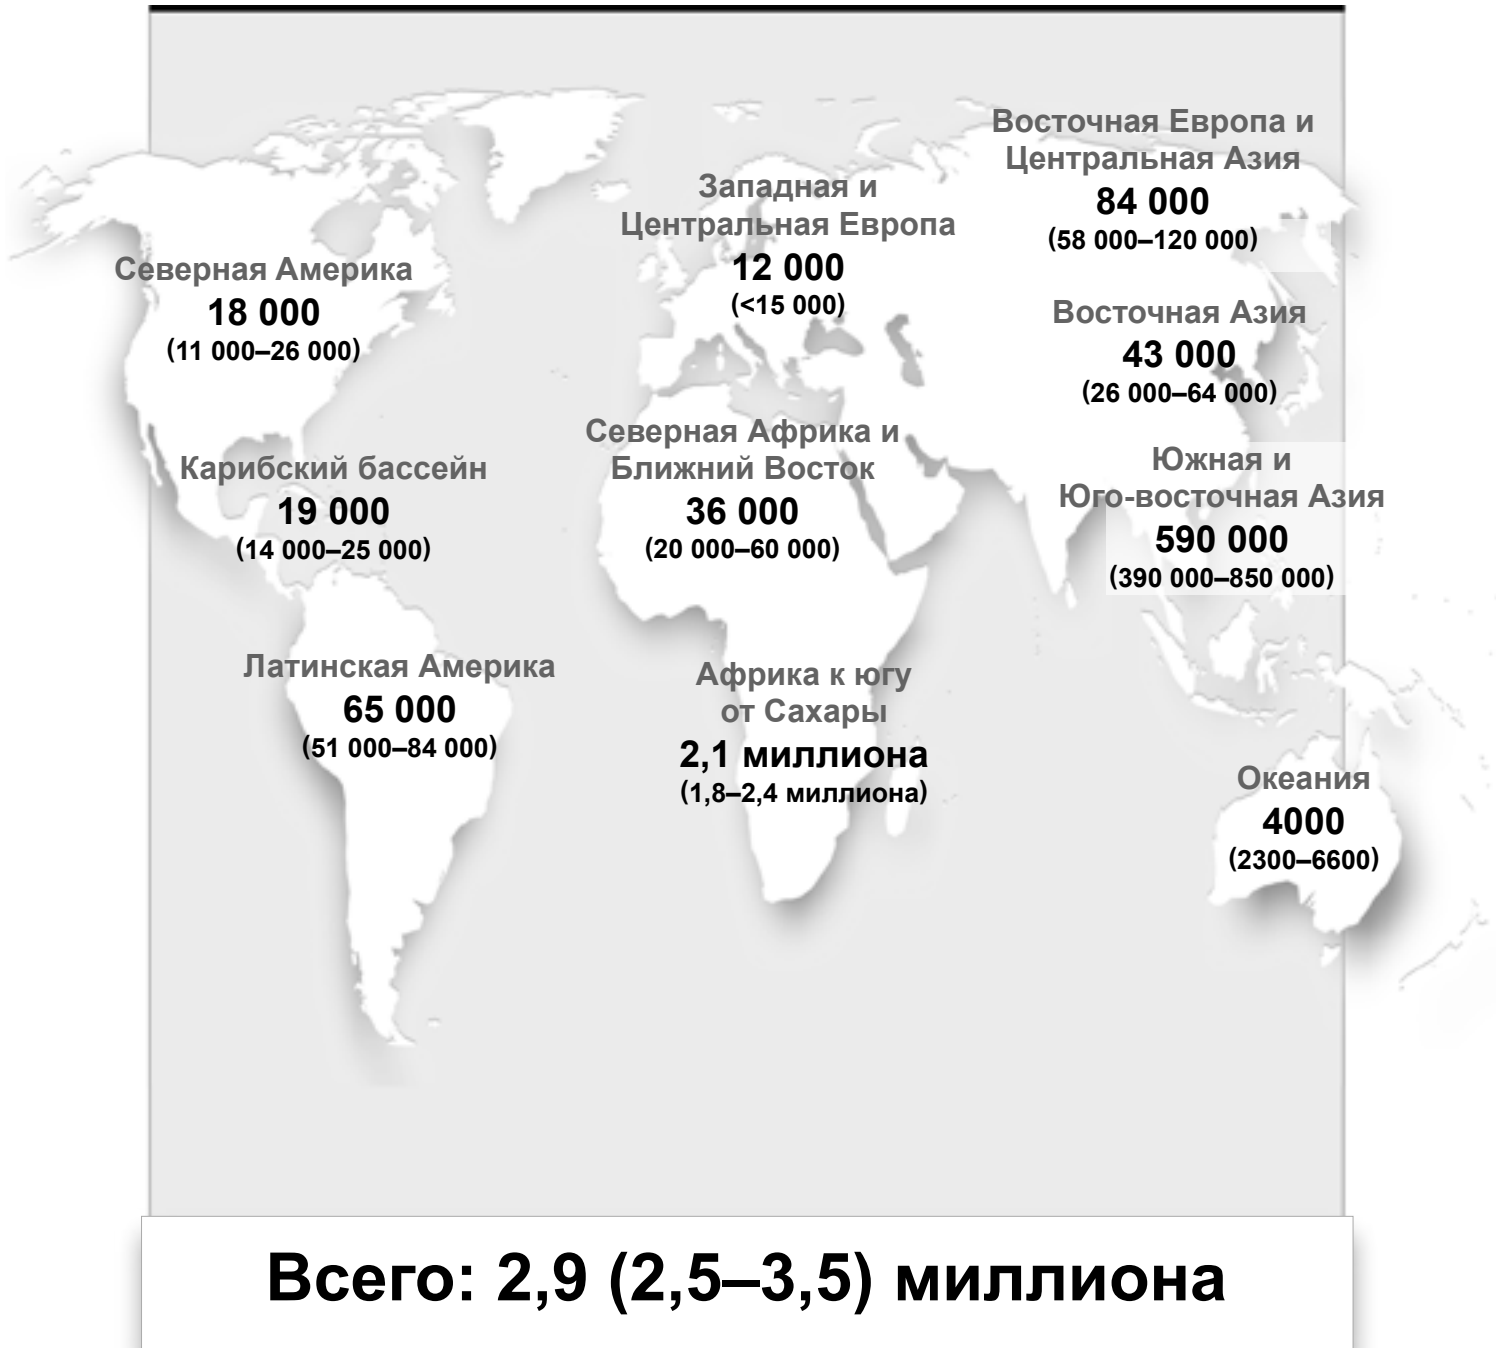 Восточная Европа и
Центральная Азия
84 000
(58 000–120 000)
Западная и
Центральная Европа
12 000
(<15 000)
Северная Америка
18 000
(11 000–26 000)
Восточная Азия
43 000
(26 000–64 000)
Северная Африка и
Ближний Восток
36 000
(20 000–60 000)
Карибский бассейн
19 000
(14 000–25 000)
Южная и
Юго-восточная Азия
590 000
(390 000–850 000)
Латинская Америка
65 000
(51 000–84 000)
Африка к югу
от Сахары
2,1 миллиона
(1,8–2,4 миллиона)
Океания
4000
(2300–6600)
Всего: 2,9 (2,5–3,5) миллиона